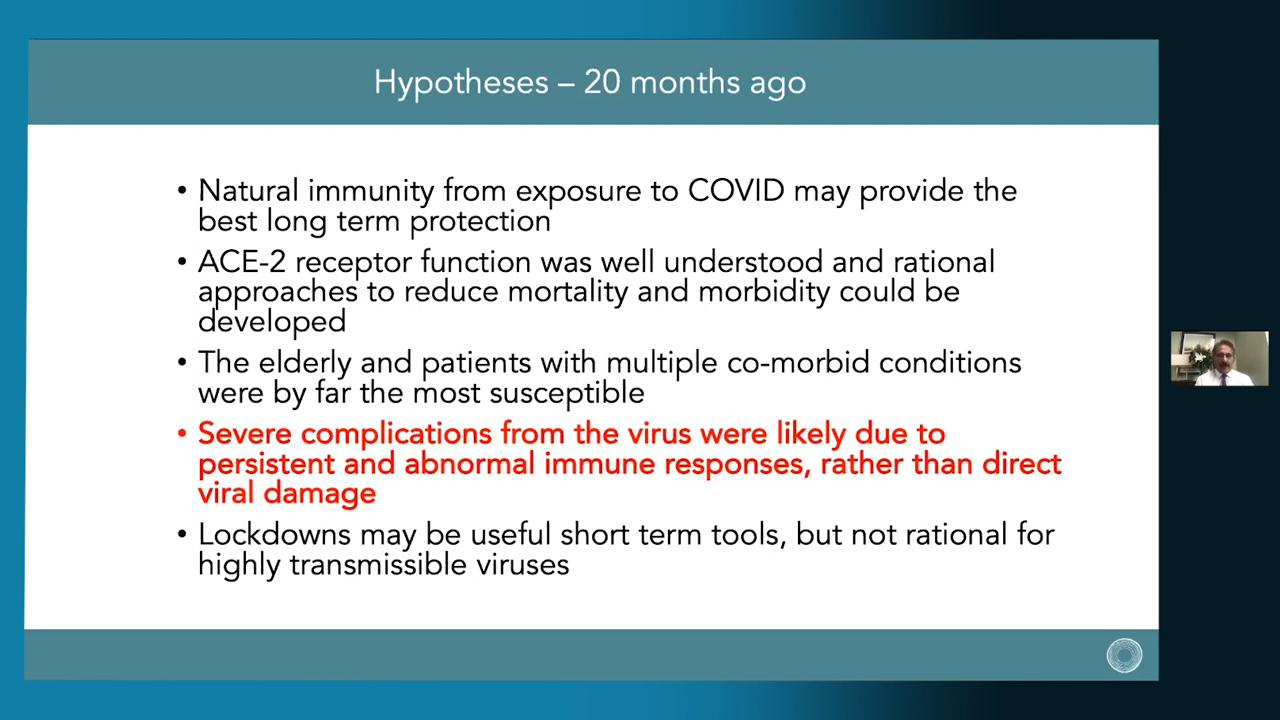 Hypotheses – 20 months ago
• Natural immunity from exposure to COVID may provide the
best long term protection
• ACE-2 receptor function was well understood and rational
approaches to reduce mortality and morbidity could be
developed
• The elderly and patients with multiple co-morbid conditions
were by far the most susceptible
• Severe complications from the virus were likely due to
persistent and abnormal immune responses, rather than direct
viral damage
• Lockdowns may be useful short term tools, but not rational for
highly transmissible viruses